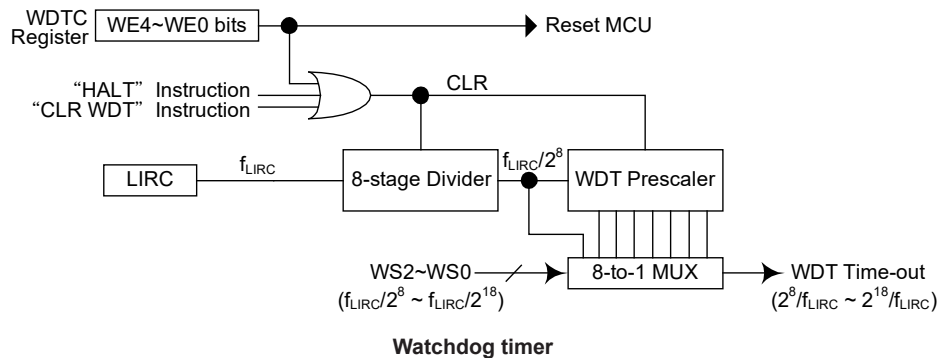 WDTC Register
WE4~WE0 bits
Reset MCU
“HALT” Instruction
“CLR WDT” Instruction
CLR
LIRC
fLIRC
8-stage Divider
fLIRC/2^8
WDT Prescaler
WS2~WS0
(fLIRC/2^8 ~ fLIRC/2^18)
8-to-1 MUX
WDT Time-out
(2^8/fLIRC ~ 2^18/fLIRC)
Watchdog timer